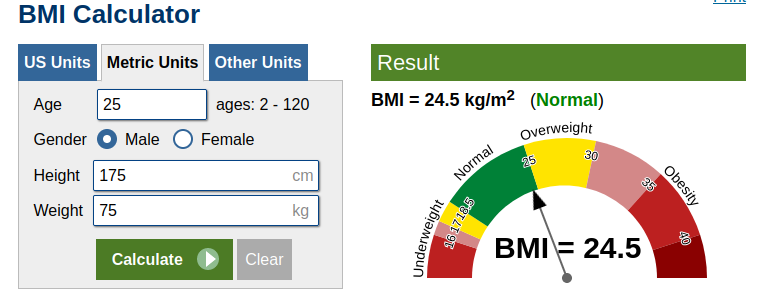 BMI Calculator
US Units Metric Units Other Units
Age 25 ages: 2 - 120
Gender Male Female
Height 175 cm
Weight 75 kg
Calculate Clear
Result
BMI = 24.5 kg/m² (Normal)
Underweight Normal Overweight Obesity
16 17 18.5 25 30 35 40
BMI = 24.5